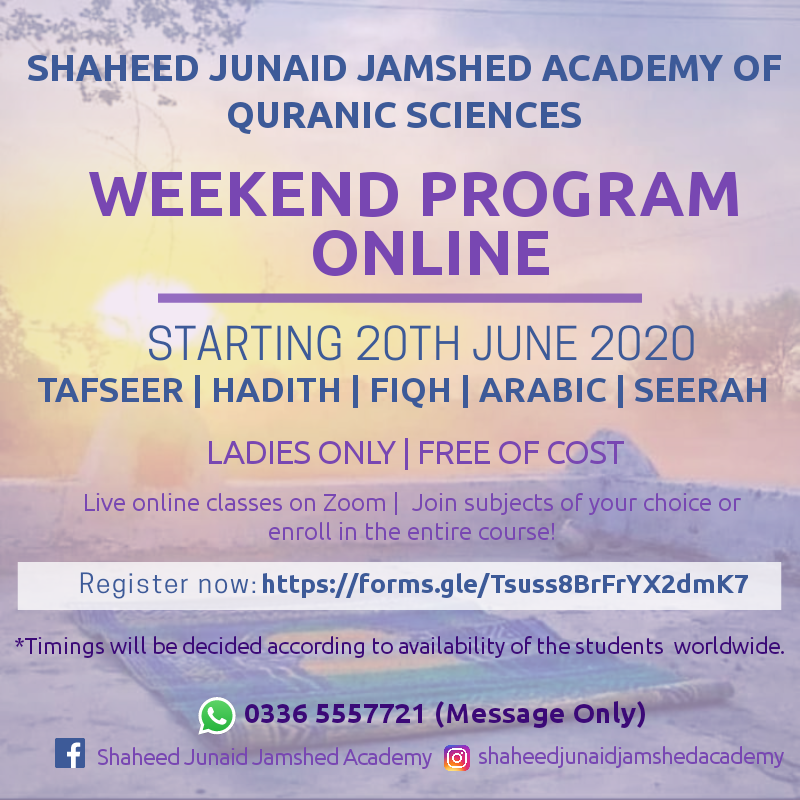 SHAHEED JUNAID JAMSHED ACADEMY OF
QURANIC SCIENCES
WEEKEND PROGRAM
ONLINE
STARTING 20TH JUNE 2020
TAFSEER | HADITH | FIQH | ARABIC | SEERAH
LADIES ONLY | FREE OF COST
Live online classes on Zoom | Join subjects of your choice or
enroll in the entire course!
Register now: https://forms.gle/Tsuss8BrFrYX2dmK7
*Timings will be decided according to availability of the students worldwide.
0336 5557721 (Message Only)
Shaheed Junaid Jamshed Academy shaheedjunaidjamshedacademy